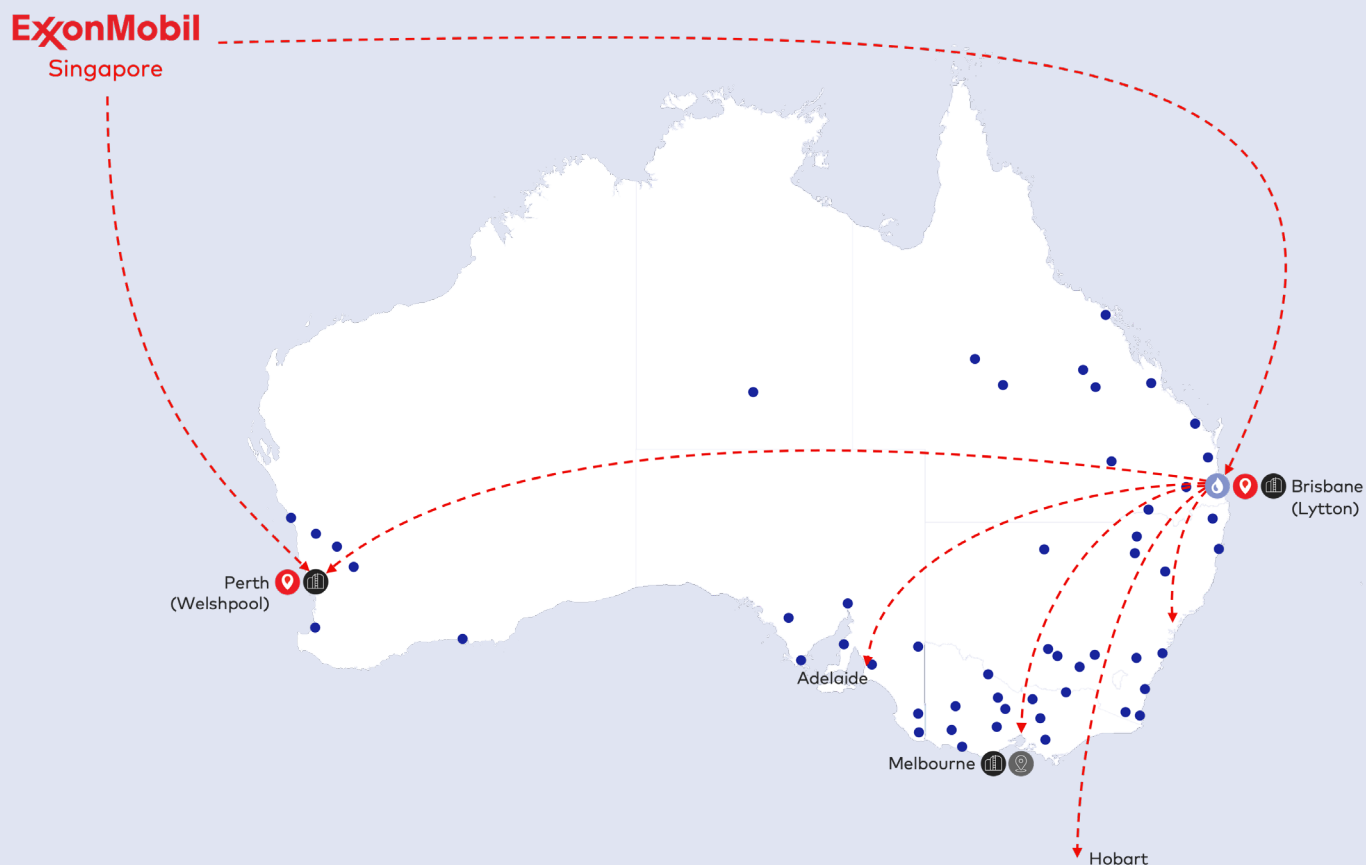 ExxonMobil
Singapore
Brisbane
(Lytton)
Perth
(Welshpool)
Adelaide
Melbourne
Hobart